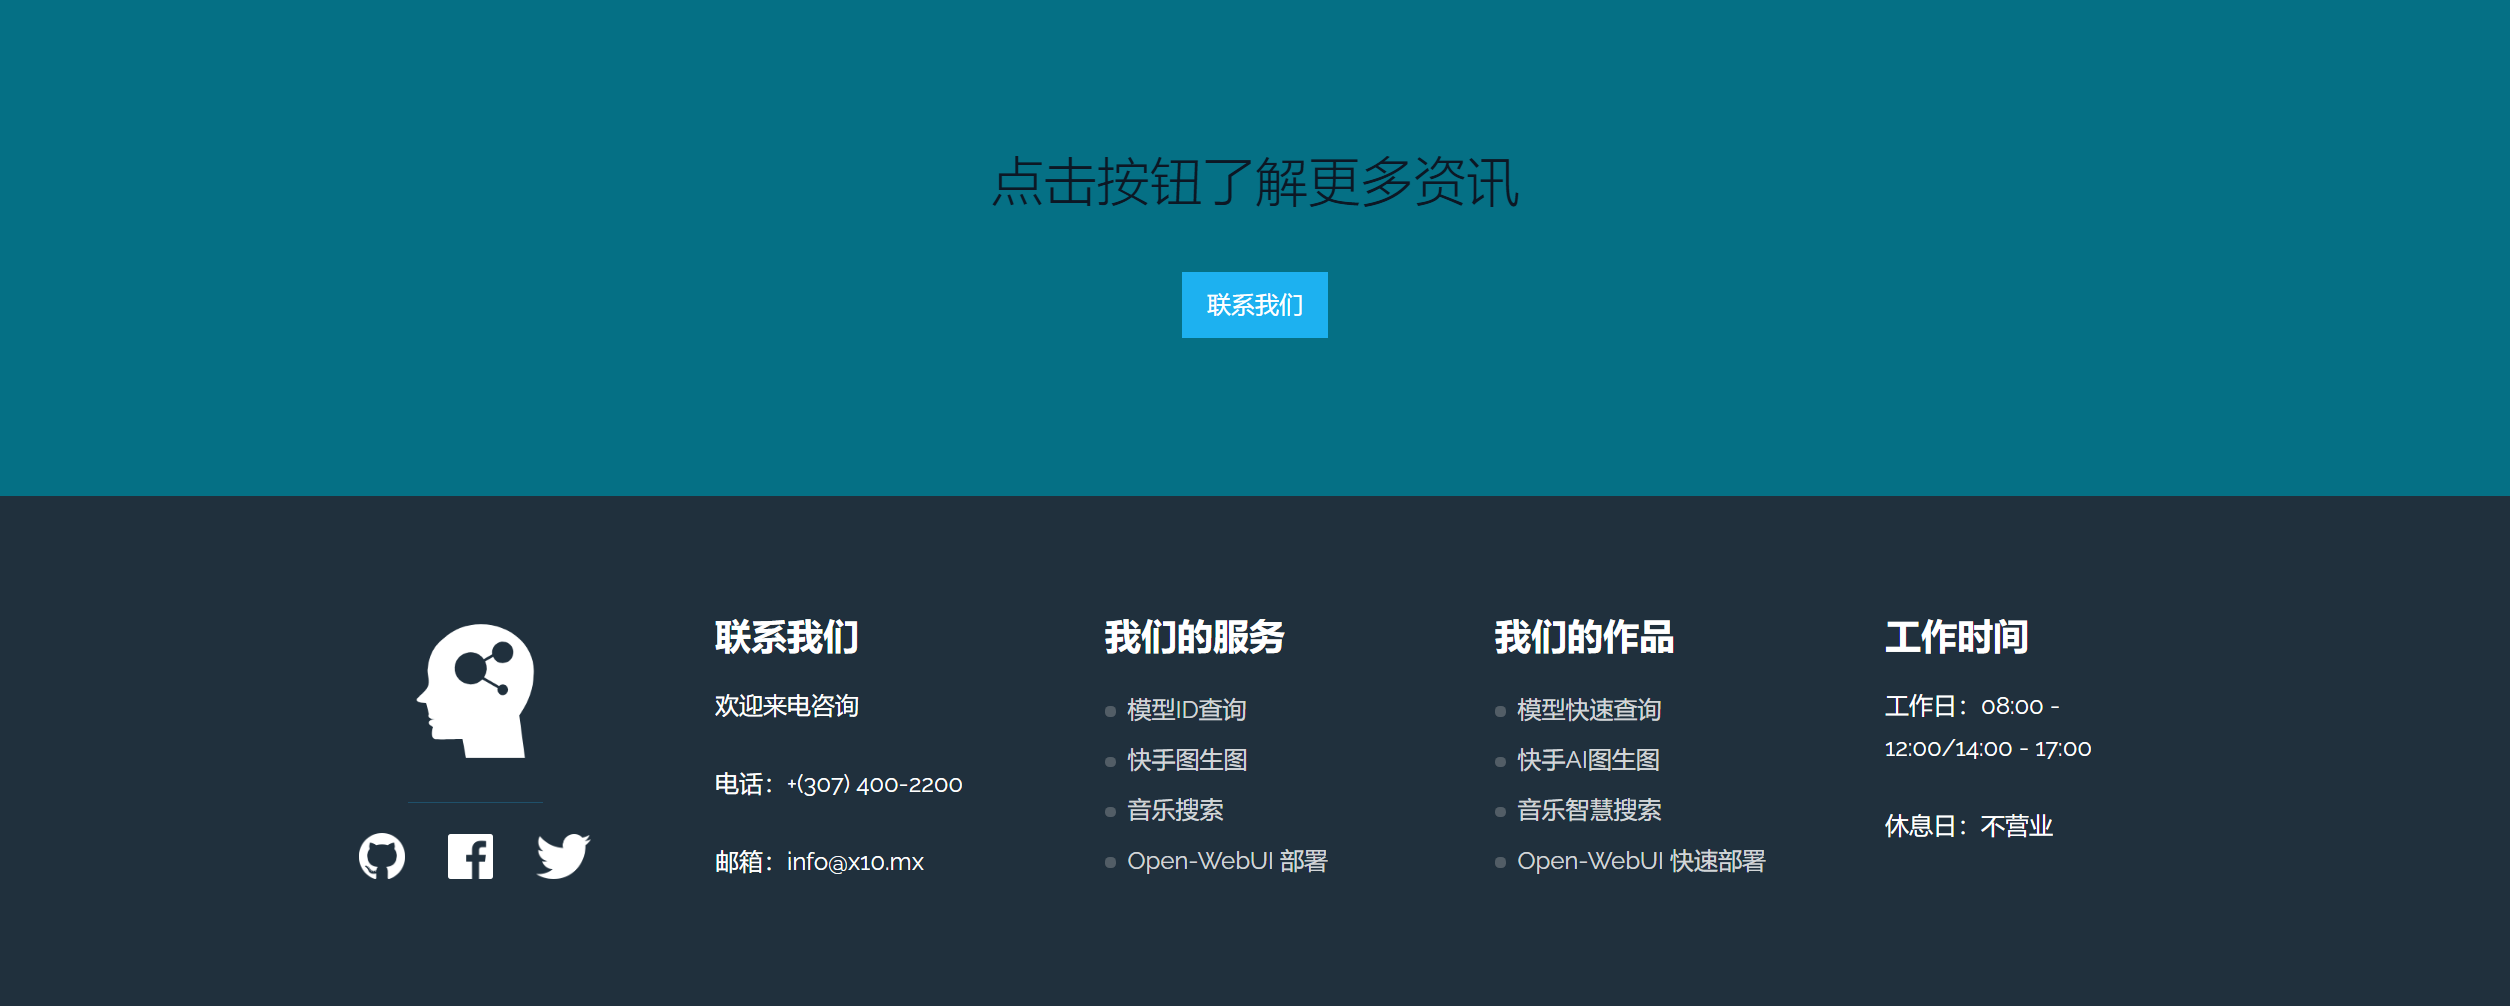 点击按钮了解更多资讯
联系我们
联系我们
欢迎来电咨询
电话：+(307) 400-2200
邮箱：info@x10.mx
我们的服务
模型ID查询
快手图生图
音乐搜索
Open-WebUI 部署
我们的作品
模型快速查询
快手AI图生图
音乐智慧搜索
Open-WebUI 快速部署
工作时间
工作日：08:00 -
12:00/14:00 - 17:00
休息日：不营业